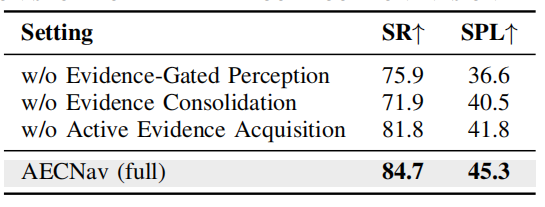 Setting SR↑ SPL↑
w/o Evidence-Gated Perception 75.9 36.6
w/o Evidence Consolidation 71.9 40.5
w/o Active Evidence Acquisition 81.8 41.8
AECNav (full) 84.7 45.3